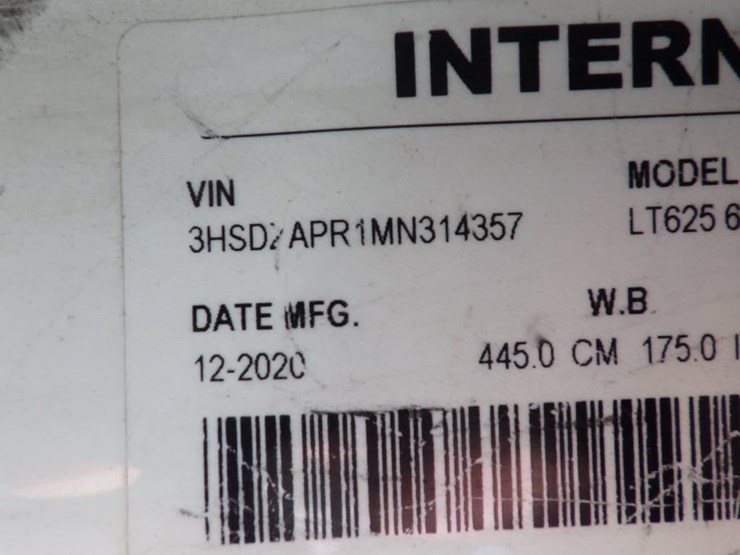 INTERN
VIN
MODEL
3HSDZAPR1MN314357
LT625 6
DATE MFG.
W.B.
12-2020
445.0 CM 175.0 I